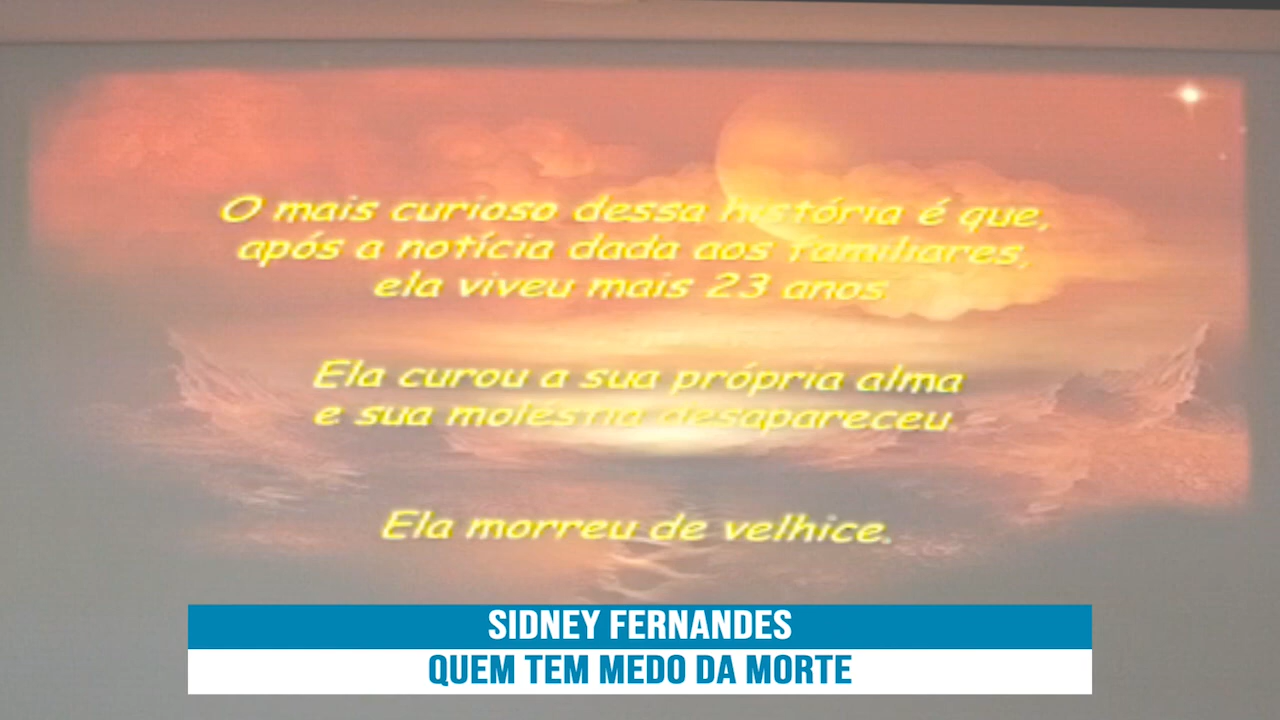 O mais curioso dessa história é que,
após a notícia dada aos familiares,
ela viveu mais 23 anos
Ela curou a sua própria alma
e sua moléstia desapareceu.
Ela morreu de velhice.
SIDNEY FERNANDES
QUEM TEM MEDO DA MORTE